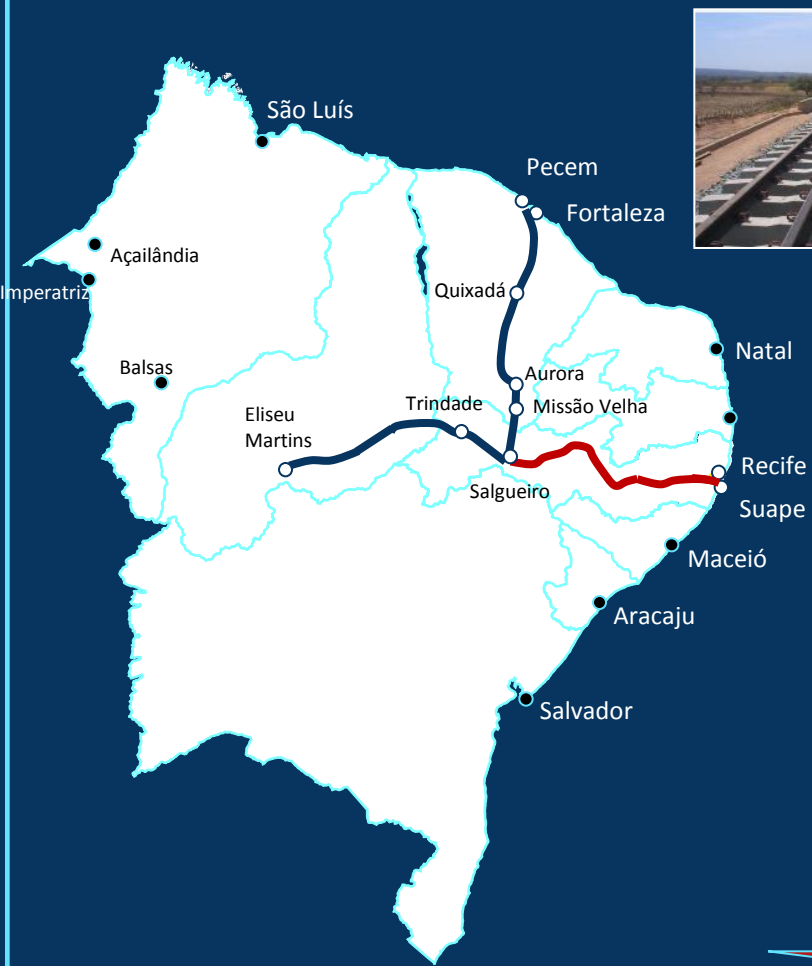 São Luís
Pecem
Fortaleza
Açailândia
Imperatriz
Quixadá
Natal
Balsas
Aurora
Trindade
Missão Velha
Eliseu
Martins
Recife
Salgueiro
Suape
Maceió
Aracaju
Salvador